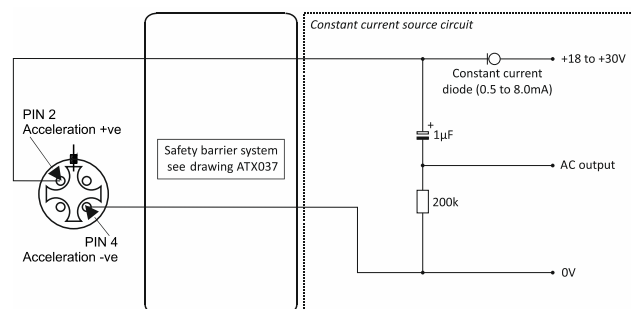 Constant current source circuit
+18 to +30V
Constant current
diode (0.5 to 8.0mA)
PIN 2
Acceleration +ve
+
1µF
Safety barrier system
see drawing ATX037
AC output
200k
PIN 4
Acceleration -ve
0V